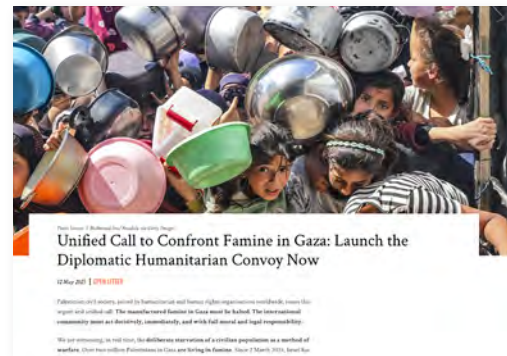 Unified Call to Confront Famine in Gaza: Launch the
Diplomatic Humanitarian Convoy Now
12 May 2025 | OPEN LETTER
Palestinian civil society, joined by humanitarian and human rights organisations worldwide, issues this
urgent and unified call: The manufactured famine in Gaza must be halted. The international
community must act decisively, immediately, and with full moral and legal responsibility.
We are witnessing, in real time, the deliberate starvation of a civilian population as a method of
warfare. Over two million Palestinians in Gaza are living in famine. Since 2 March 2025, Israel has